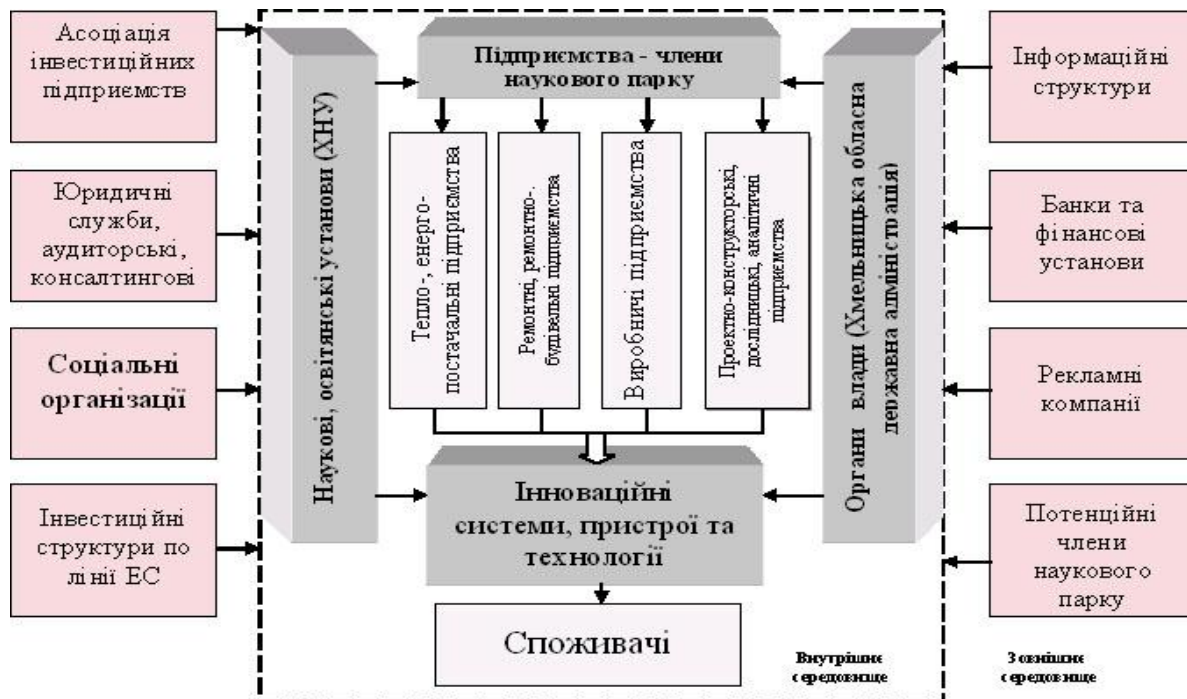 Асоціація
інвестиційних
підприємств
Юридичні
служби,
аудиторські,
консалтингові
Соціальні
організації
Інвестиційні
структури по
лінії ЕС
Наукові, освітянські установи (ХНУ)
Підприємства - члени
наукового парку
Тепло-, енерго-
постачальні підприємства
Ремонтні, ремонтно-.
будівельні підприємства
Виробничі підприємства
Проектно-конструкторські,
дослідницькі, аналітичні
підприємства
Інноваційні
системи, пристрої та
технології
Споживачі
Органи влади (Хмельницька обласна
державна адміністрація)
Внутрішнє
середовище
Інформаційні
структури
Банки та
фінансові
установи
Рекламні
компанії
Потенційні
члени
наукового
парку
Зовнішнє
середовище